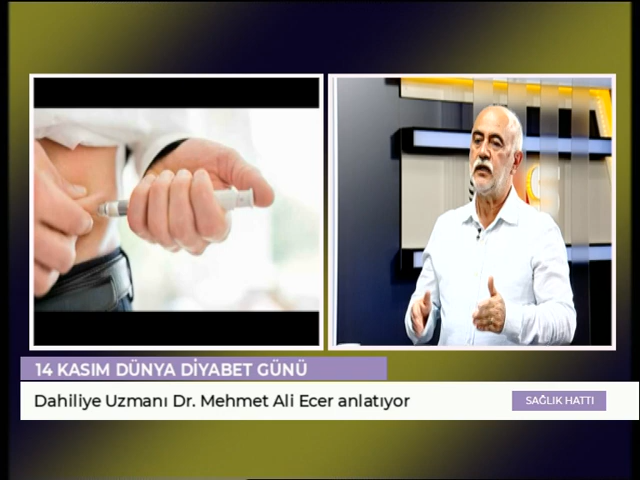 14 KASIM DÜNYA DİYABET GÜNÜ
Dahiliye Uzmanı Dr. Mehmet Ali Ecer anlatıyor
SAĞLIK HATTI